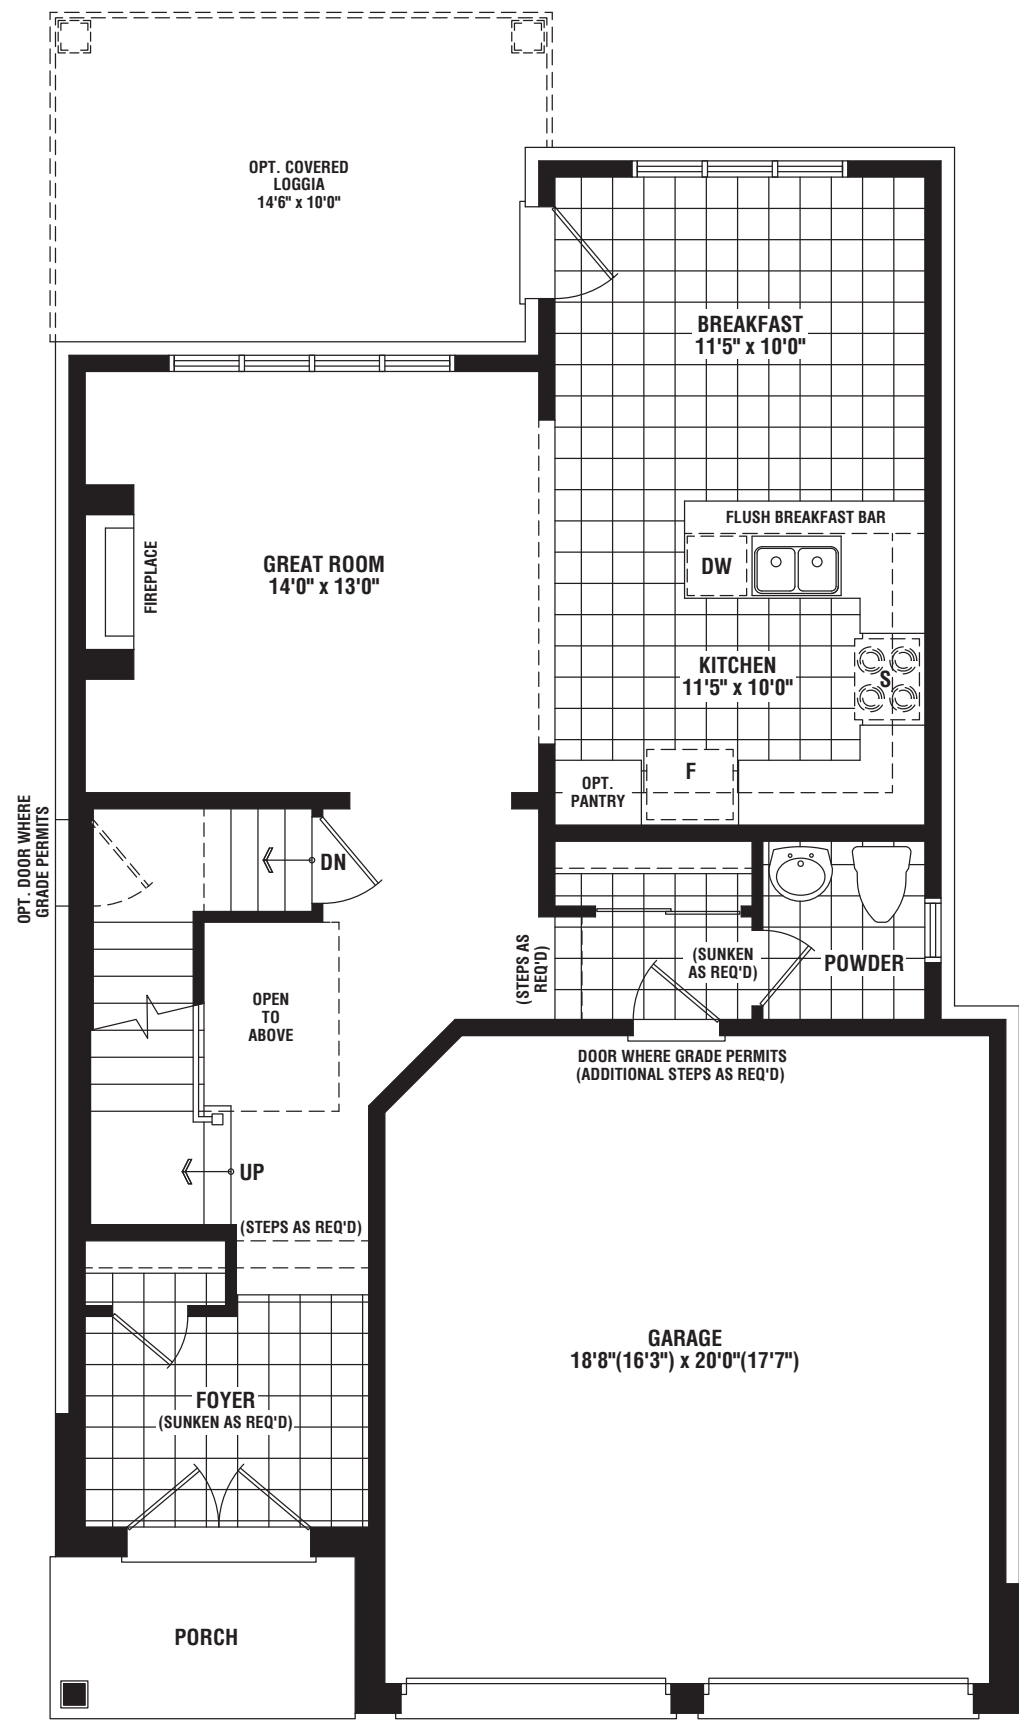 OPT. COVERED
LOGGIA
14'6" x 10'0"
BREAKFAST
11'5" x 10'0"
FLUSH BREAKFAST BAR
DW
GREAT ROOM
14'0" x 13'0"
FIREPLACE
KITCHEN
11'5" x 10'0"
S
F
OPT.
PANTRY
OPT. DOOR WHERE
GRADE PERMITS
DN
(STEPS AS
REQ'D)
(SUNKEN
AS REQ'D)
POWDER
OPEN
TO
ABOVE
DOOR WHERE GRADE PERMITS
(ADDITIONAL STEPS AS REQ'D)
UP
(STEPS AS REQ'D)
GARAGE
18'8"(16'3") x 20'0"(17'7")
FOYER
(SUNKEN AS REQ'D)
PORCH